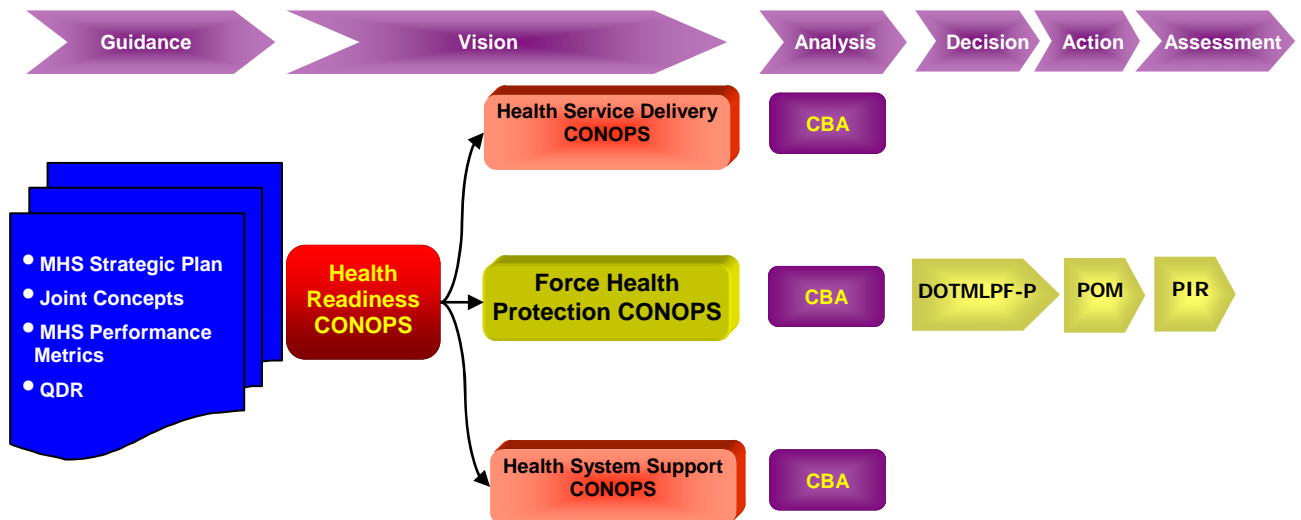 Guidance
Vision
Analysis
Decision
Action
Assessment
Health Service Delivery
CONOPS
CBA
• MHS Strategic Plan
• Joint Concepts
• MHS Performance
Metrics
• QDR
Health
Readiness
CONOPS
Force Health
Protection CONOPS
CBA
DOTMLPF-P
POM
PIR
Health System Support
CONOPS
CBA